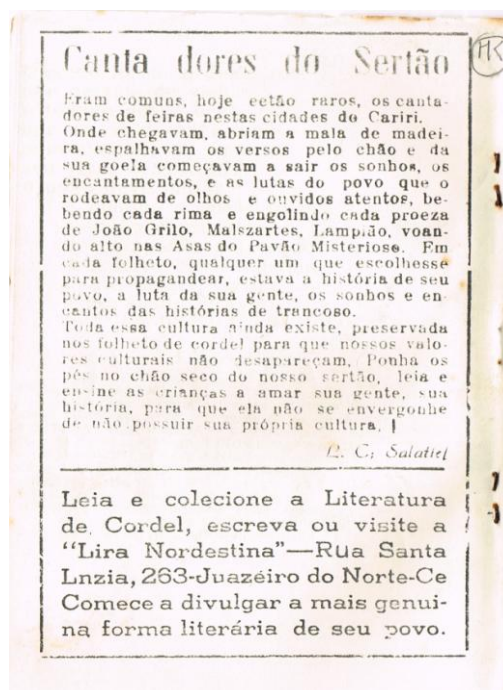 Canta dores do Sertão
Eram comuns, hoje eetão raros, os canta-
dores de feiras nestas cidades do Cariri.
Onde chegavam, abriam a mala de madei-
ra, espalhavam os versos pelo chão e da
sua goela começavam a sair os sonhos, os
encantamentos, e as lutas do povo que o
rodeavam de olhos e ouvidos atentos, be-
bendo cada rima e engolindo cada proeza
de João Grilo, Malszartes, Lampião, voan-
do alto nas Asas do Pavão Misterioso. Em
cada folheto, qualquer um que escolhesse
para propagandear, estava a história de seu
povo, a luta da sua gente, os sonhos e en-
cantos das histórias de trancoso.
Toda essa cultura ainda existe, preservada
nos folheto de cordel para que nossos valo-
res culturais não desapareçam, Ponha os
pés no chão seco do nosso sertão, leia e
ensine as crianças a amar sua gente, sua
história, para que ela não se envergonhe
de não possuir sua própria cultura. |
Salatiel
Leia e colecione a Literatura
de Cordel, escreva ou visite a
"Lira Nordestina"—Rua Santa
Lnzia, 263-Juazeiro do Norte-Ce
Comece a divulgar a mais genui-
na forma literária de seu povo.